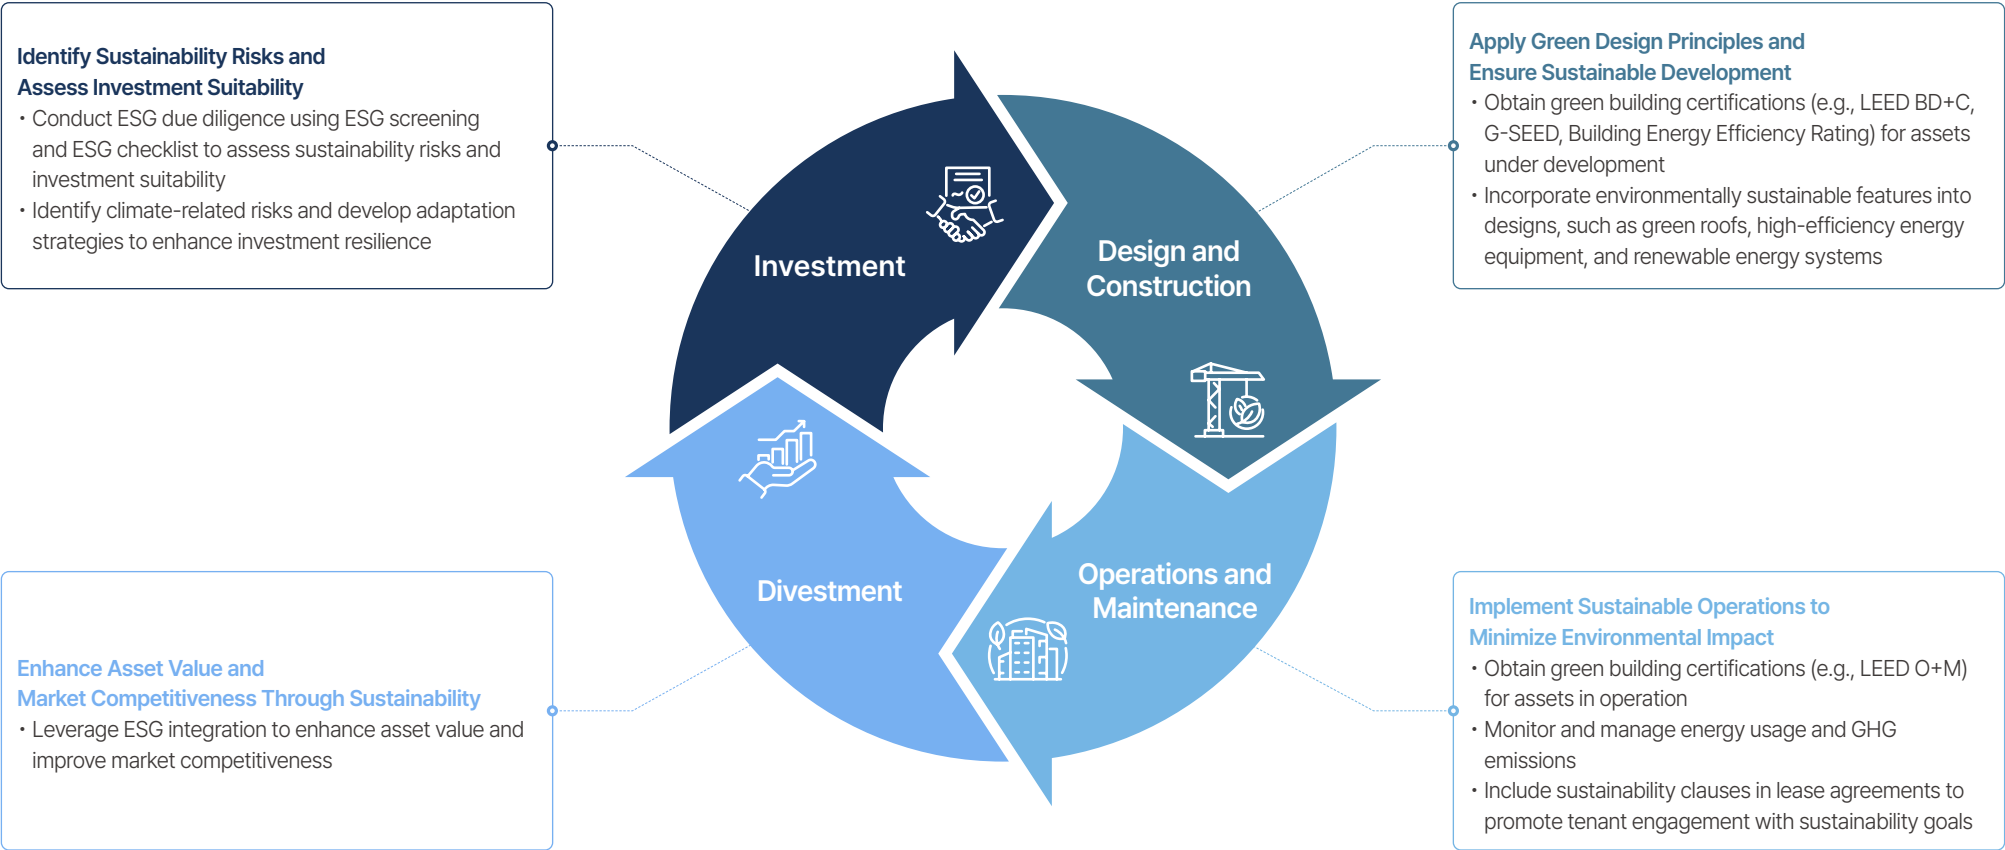 Identify Sustainability Risks and
Assess Investment Suitability
• Conduct ESG due diligence using ESG screening
and ESG checklist to assess sustainability risks and
investment suitability
• Identify climate-related risks and develop adaptation
strategies to enhance investment resilience
Apply Green Design Principles and
Ensure Sustainable Development
• Obtain green building certifications (e.g., LEED BD+C,
G-SEED, Building Energy Efficiency Rating) for assets
under development
• Incorporate environmentally sustainable features into
designs, such as green roofs, high-efficiency energy
equipment, and renewable energy systems
Investment
Design and
Construction
Divestment
Operations and
Maintenance
Enhance Asset Value and
Market Competitiveness Through Sustainability
• Leverage ESG integration to enhance asset value and
improve market competitiveness
Implement Sustainable Operations to
Minimize Environmental Impact
• Obtain green building certifications (e.g., LEED O+M)
for assets in operation
• Monitor and manage energy usage and GHG
emissions
• Include sustainability clauses in lease agreements to
promote tenant engagement with sustainability goals